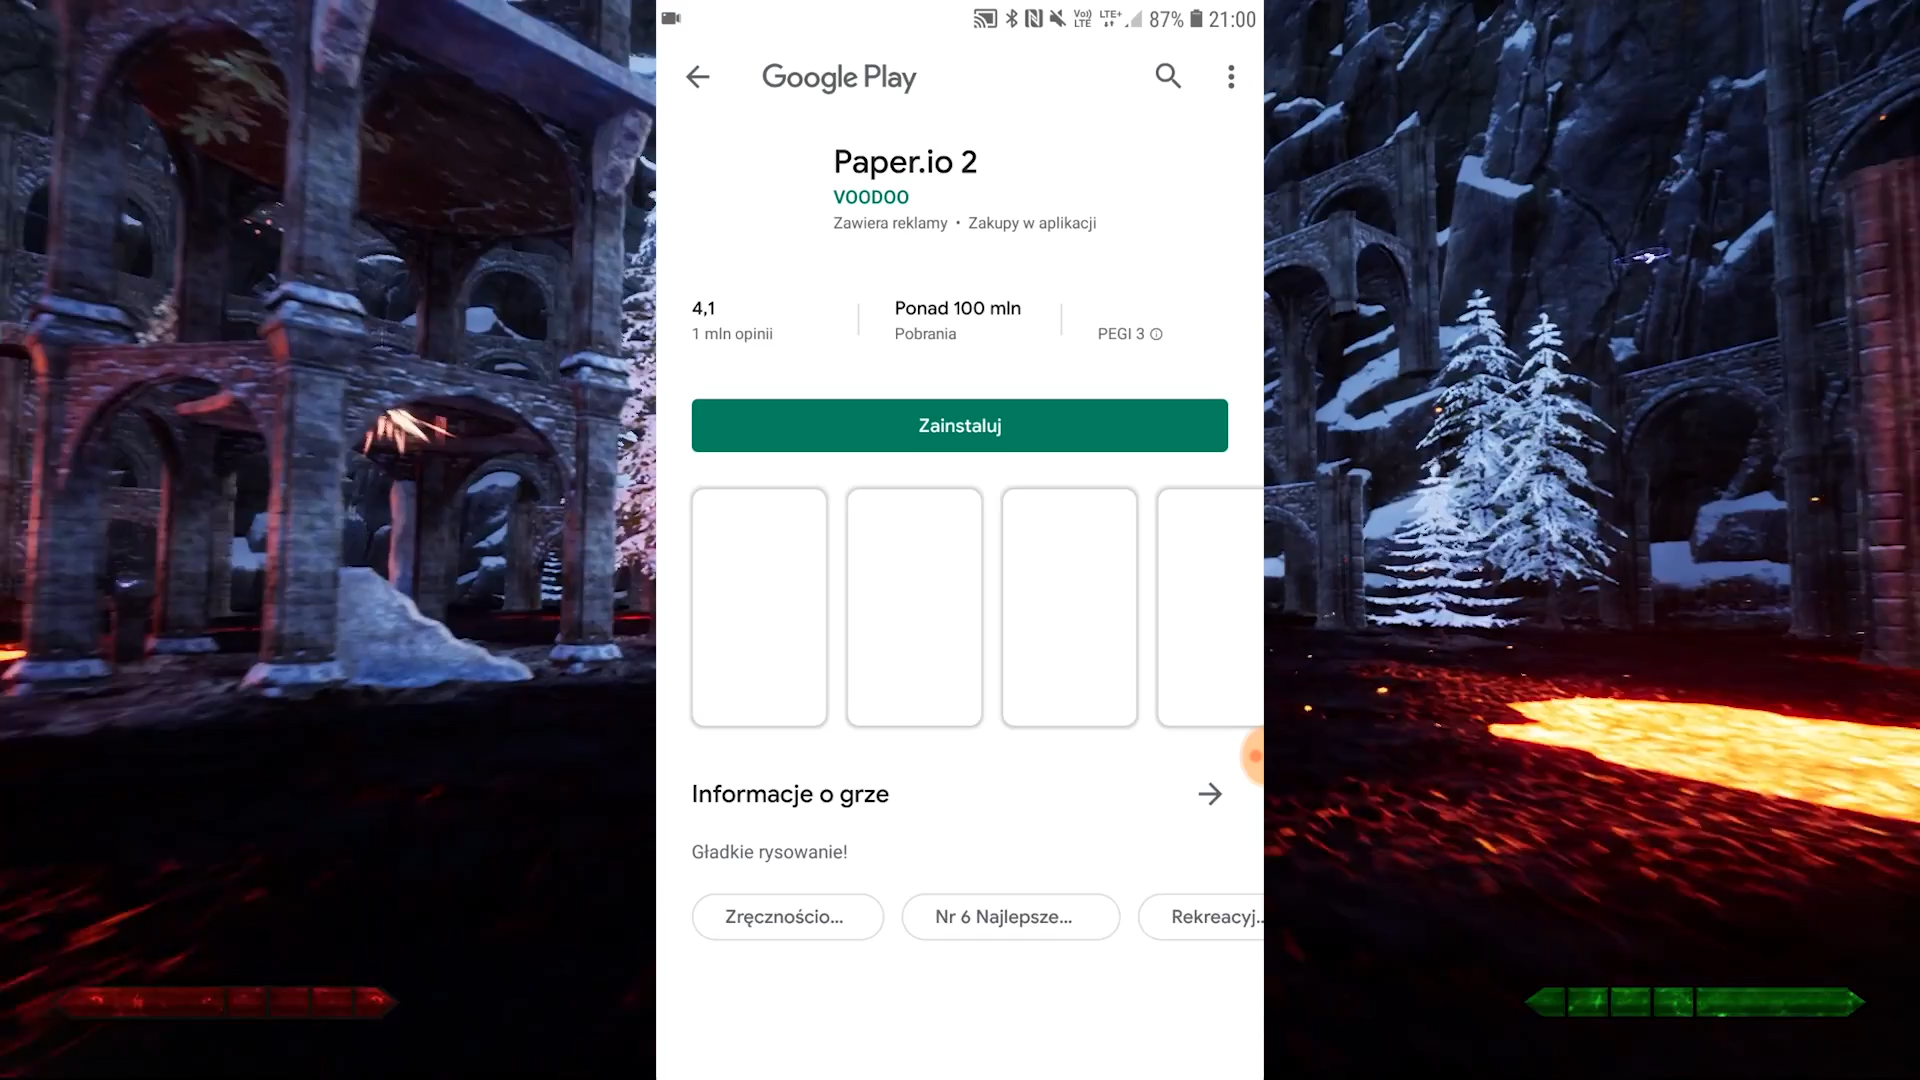 87% 21:00
Google Play
Paper.io 2
VOODOO
Zawiera reklamy • Zakupy w aplikacji
4,1
Ponad 100 mln
1 mln opinii
Pobrania
PEGI 3
Zainstaluj
Informacje o grze
Gładkie rysowanie!
Zręcznościo...
Nr 6 Najlepsze...
Rekreacyj..